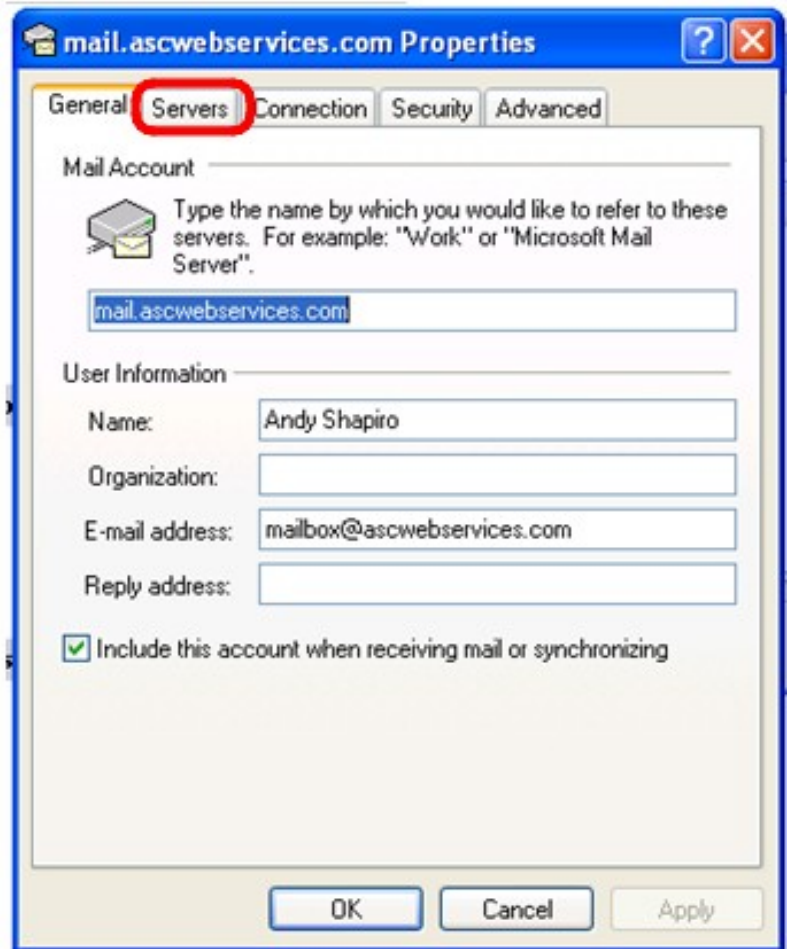 mail.ascwebservices.com Properties
General Servers Connection Security Advanced
Mail Account
Type the name by which you would like to refer to these
servers. For example: "Work" or "Microsoft Mail
Server".
mail.ascwebservices.com
User Information
Name: Andy Shapiro
Organization:
E-mail address: mailbox@ascwebservices.com
Reply address:
Include this account when receiving mail or synchronizing
OK Cancel Apply